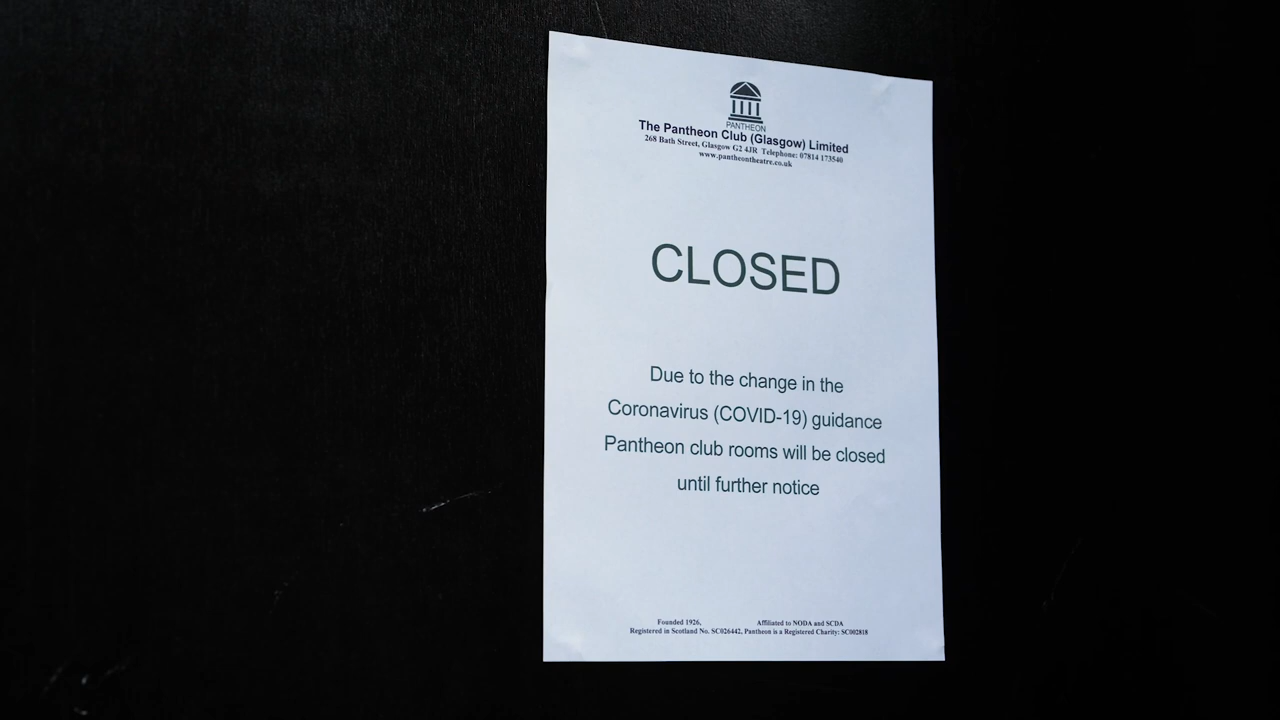 PANTHEON
The Pantheon Club (Glasgow) Limited
268 Bath Street, Glasgow G2 4JR Telephone: 07814 173540
www.pantheontheatre.co.uk
CLOSED
Due to the change in the
Coronavirus (COVID-19) guidance
Pantheon club rooms will be closed
until further notice
Founded 1926, Affiliated to NODA and SCDA
Registered in Scotland No. SC026442, Pantheon is a Registered Charity: SC002818